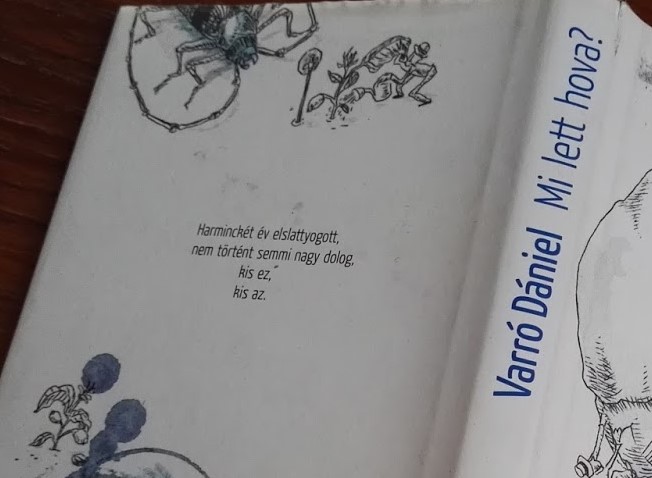 Harminckét év elslattyogott,
nem történt semmi nagy dolog,
kis ez,
kis az.
Varró Dániel Mi lett hova?